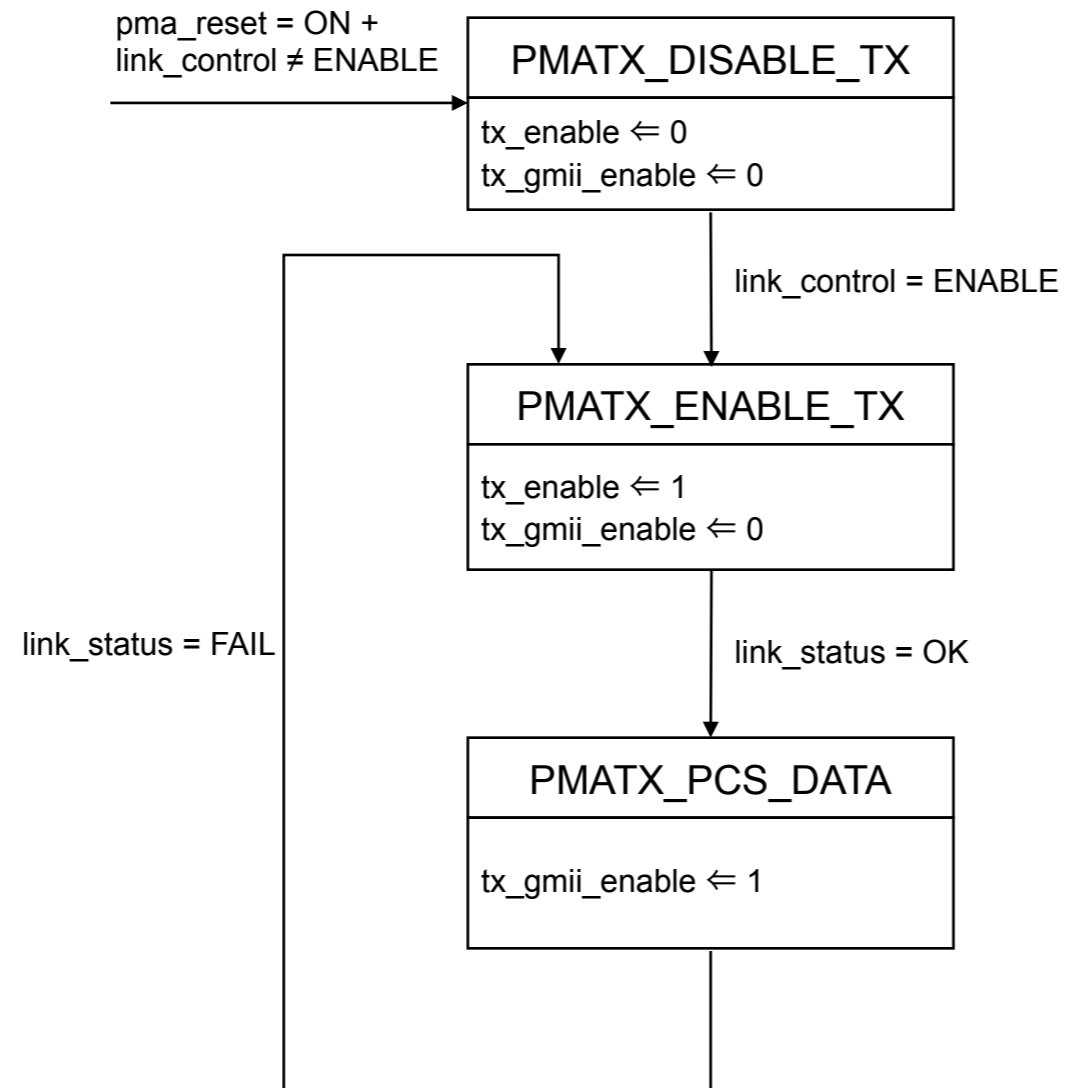 pma_reset = ON +
link_control ≠ ENABLE
PMATX_DISABLE_TX
tx_enable ⇐ 0
tx_gmii_enable ⇐ 0
link_control = ENABLE
PMATX_ENABLE_TX
tx_enable ⇐ 1
tx_gmii_enable ⇐ 0
link_status = FAIL
link_status = OK
PMATX_PCS_DATA
tx_gmii_enable ⇐ 1